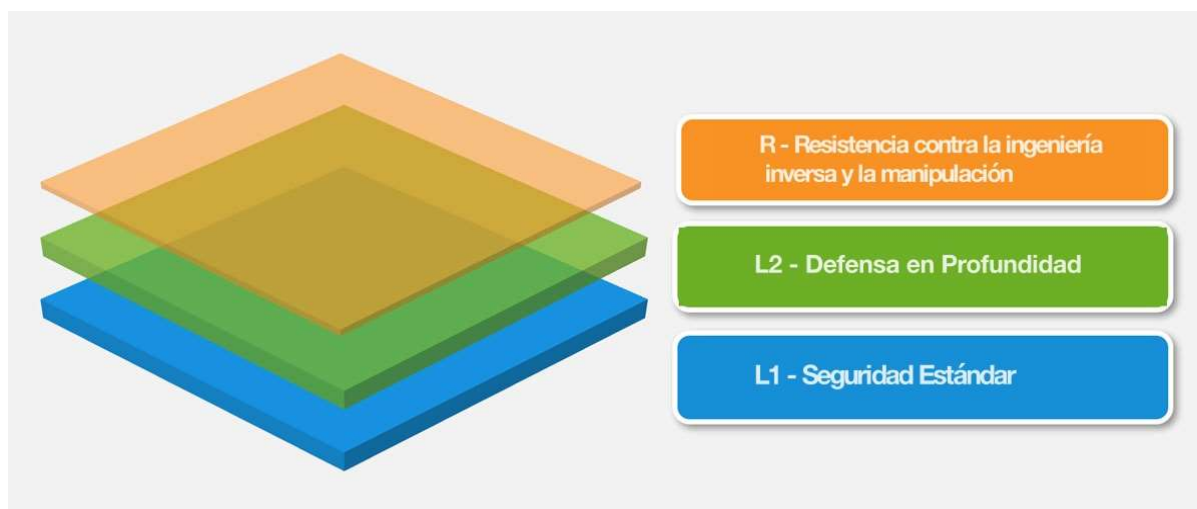 R - Resistencia contra la ingeniería
inversa y la manipulación
L2 - Defensa en Profundidad
L1 - Seguridad Estándar